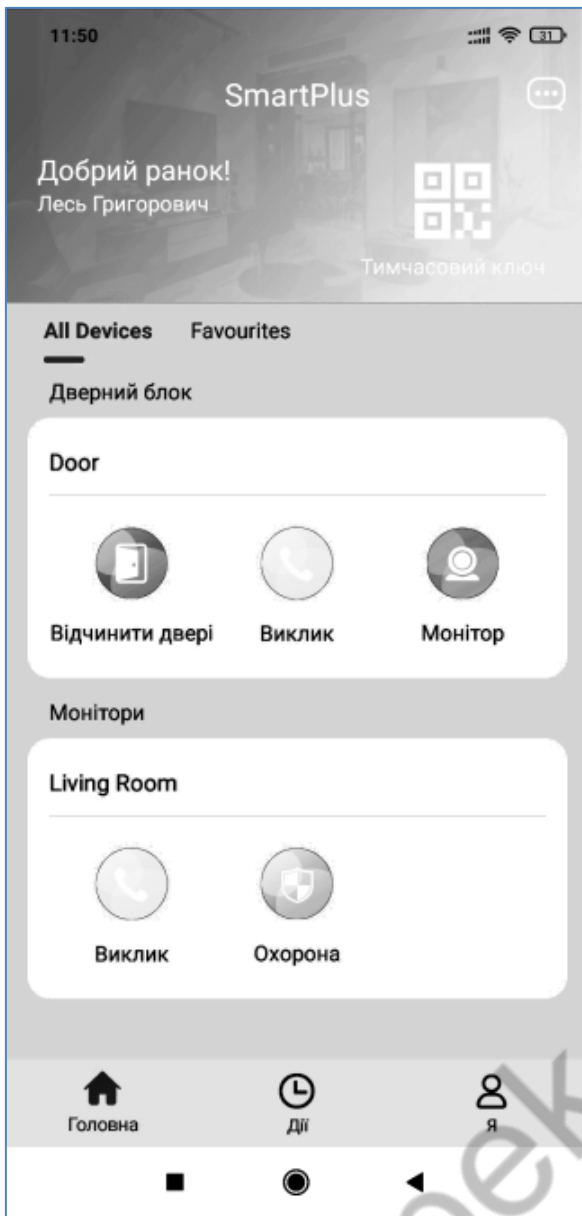 11:50
31
SmartPlus
Добрий ранок!
Лесь Григорович
Тимчасовий ключ
All Devices Favourites
Дверний блок
Door
Відчинити двері Виклик Монітор
Монітори
Living Room
Виклик Охорона
Головна Дії Я